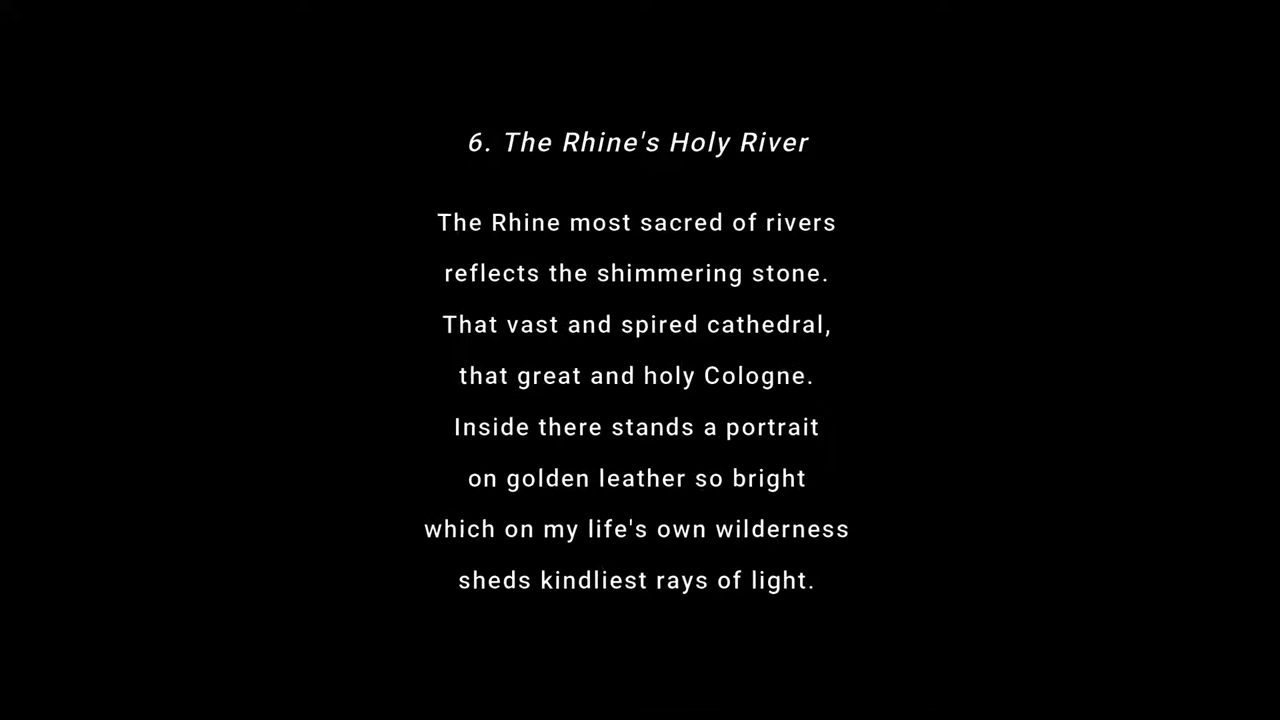 6. The Rhine's Holy River
The Rhine most sacred of rivers
reflects the shimmering stone.
That vast and spired cathedral,
that great and holy Cologne.
Inside there stands a portrait
on golden leather so bright
which on my life's own wilderness
sheds kindliest rays of light.